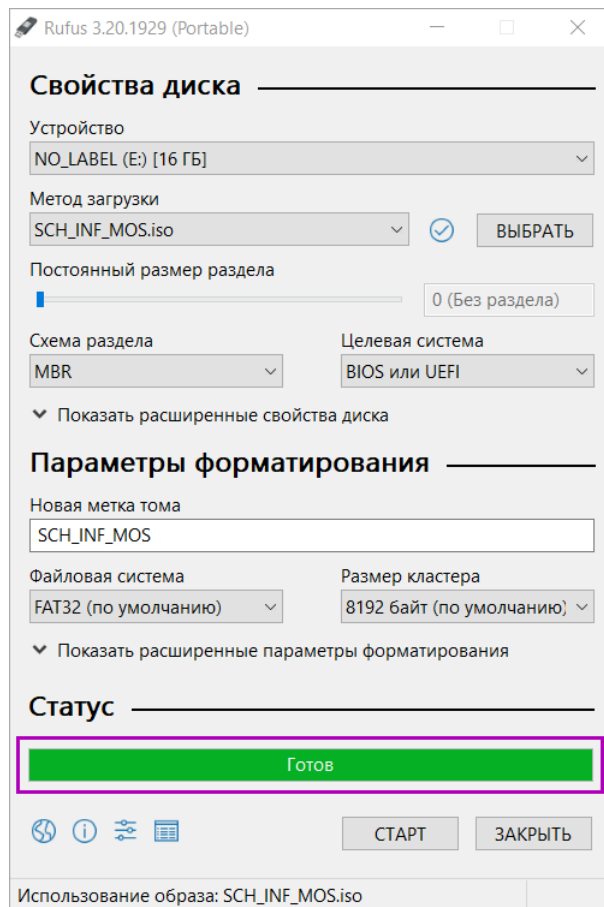 Rufus 3.20.1929 (Portable)
Свойства диска
Устройство
NO_LABEL (E:) [16 ГБ]
Метод загрузки
SCH_INF_MOS.iso
ВЫБРАТЬ
Постоянный размер раздела
0 (Без раздела)
Схема раздела Целевая система
MBR BIOS или UEFI
Показать расширенные свойства диска
Параметры форматирования
Новая метка тома
SCH_INF_MOS
Файловая система Размер кластера
FAT32 (по умолчанию) 8192 байт (по умолчанию)
Показать расширенные параметры форматирования
Статус
Готов
СТАРТ ЗАКРЫТЬ
Использование образа: SCH_INF_MOS.iso